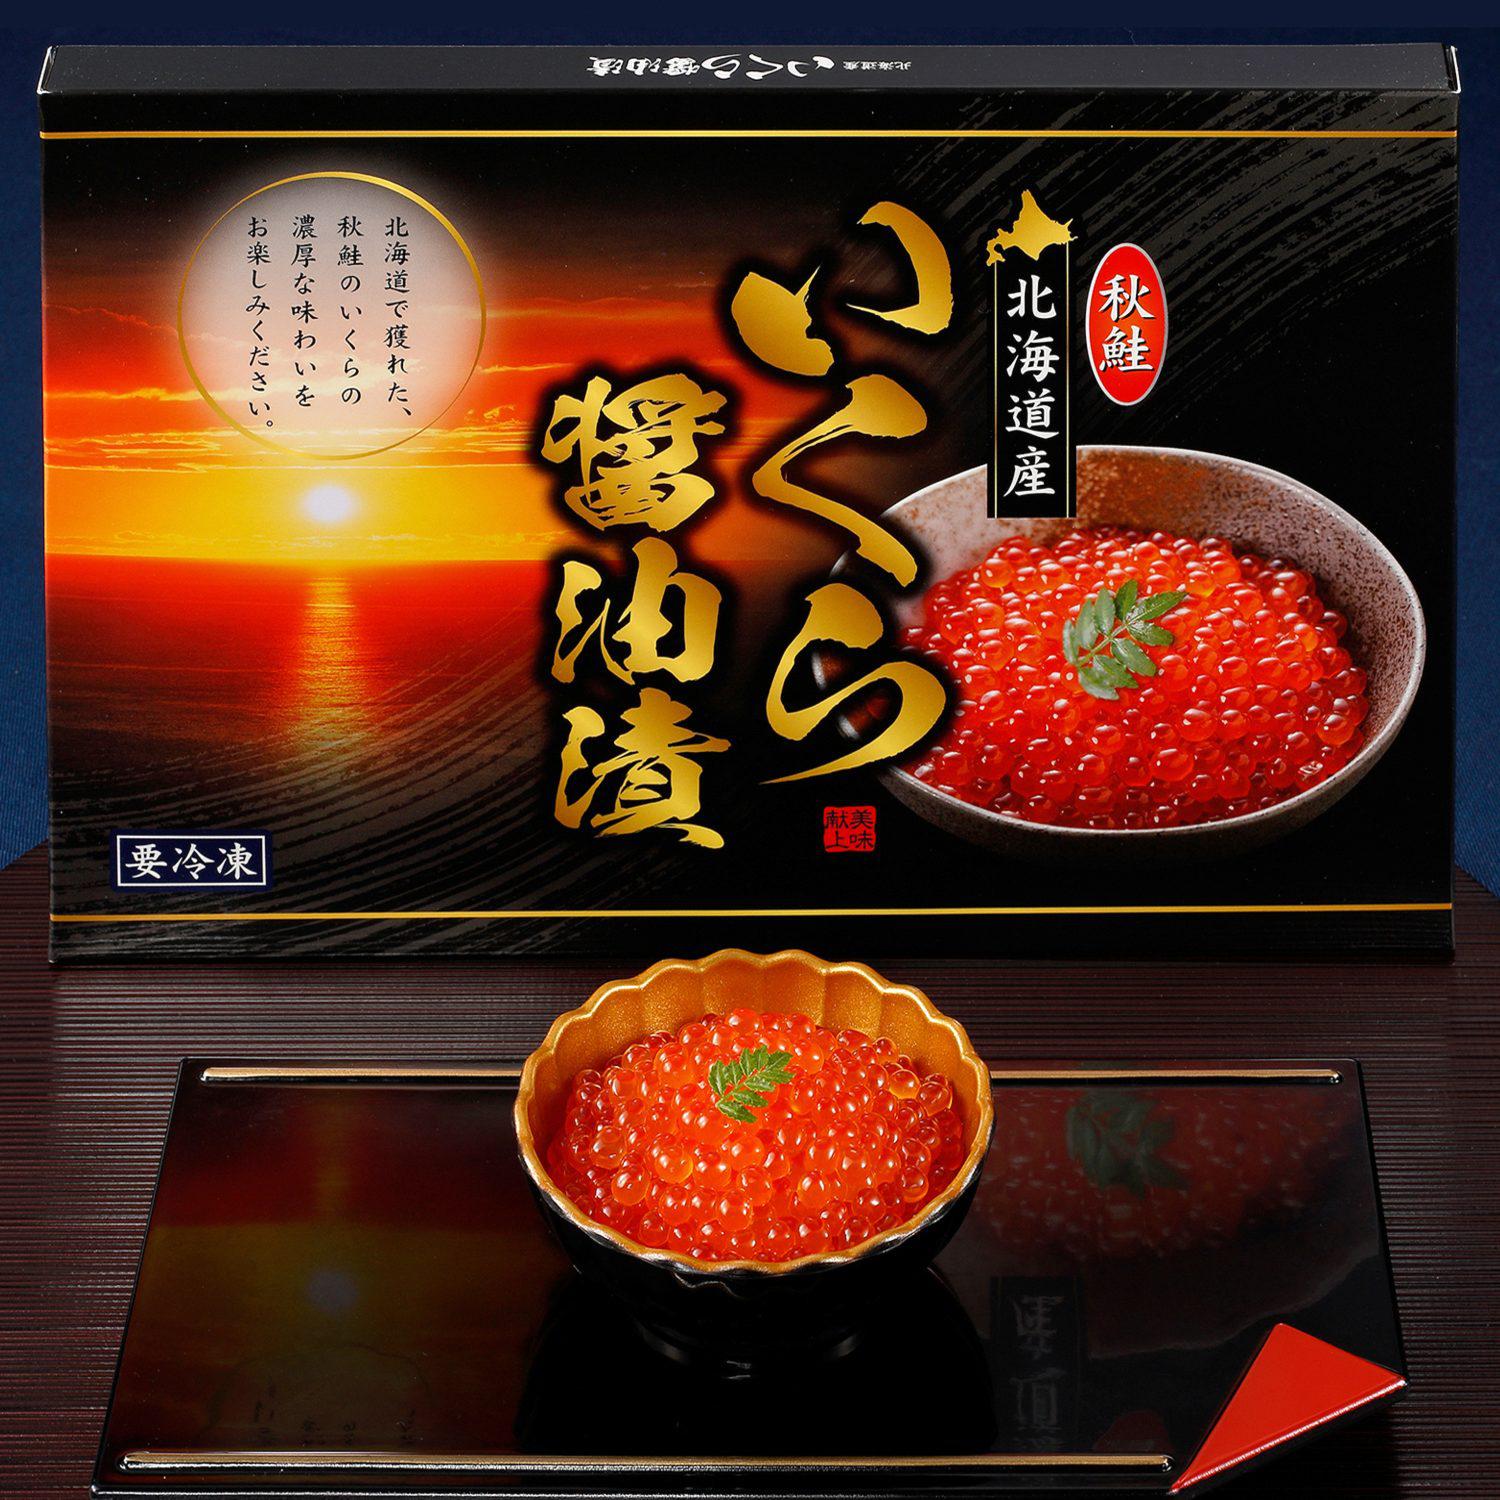 北海道産いくら醤油漬
秋鮭
北海道産
いくら
醤油漬
美味
献上
北海道で獲れた、
秋鮭のいくらの
濃厚な味わいを
お楽しみください。
要冷凍